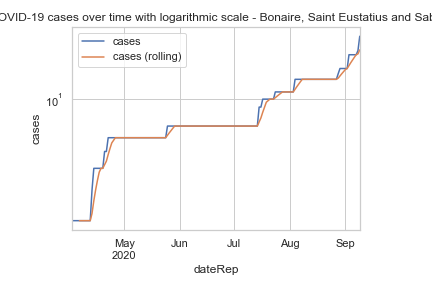 OVID-19 cases over time with logarithmic scale - Bonaire, Saint Eustatius and Sab
cases
cases (rolling)
10¹
cases
May
2020
Jun
Jul
Aug
Sep
dateRep